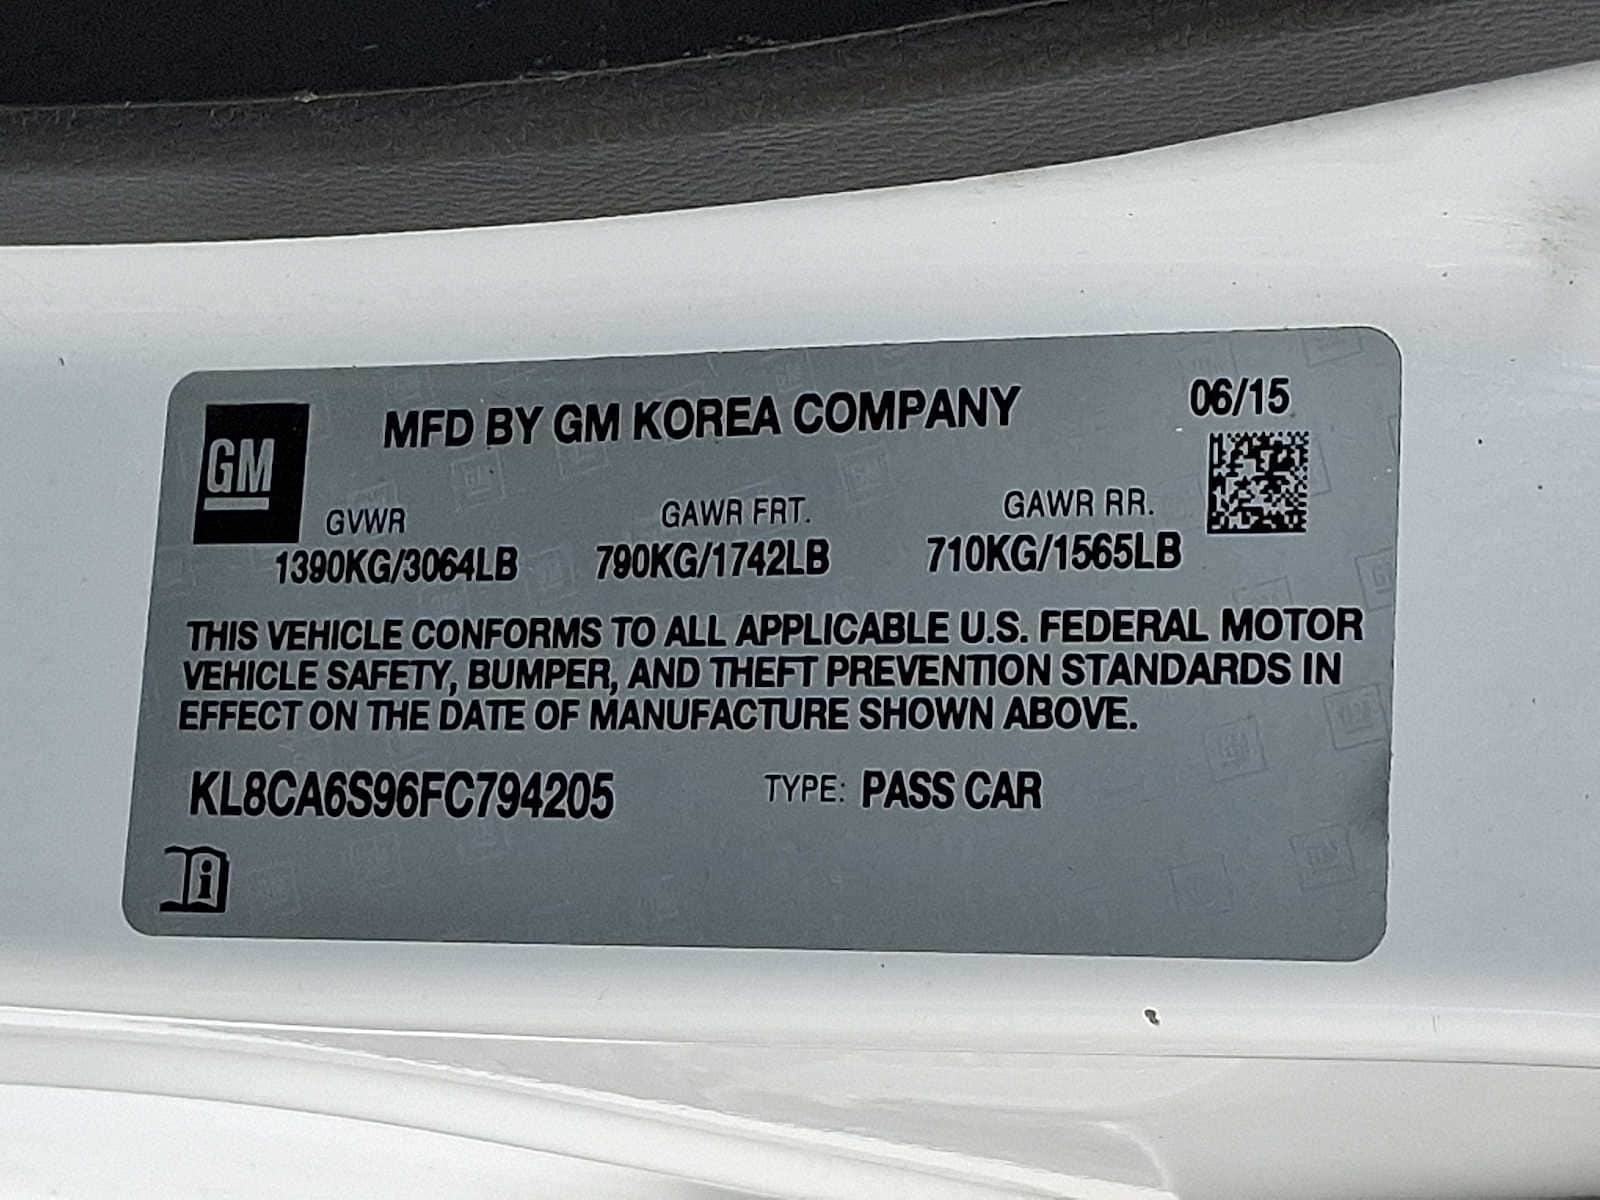 GM
MFD BY GM KOREA COMPANY
06/15
GVWR GAWR FRT. GAWR RR.
1390KG/3064LB 790KG/1742LB 710KG/1565LB
THIS VEHICLE CONFORMS TO ALL APPLICABLE U.S. FEDERAL MOTOR
VEHICLE SAFETY, BUMPER, AND THEFT PREVENTION STANDARDS IN
EFFECT ON THE DATE OF MANUFACTURE SHOWN ABOVE.
KL8CA6S96FC794205 TYPE: PASS CAR
i